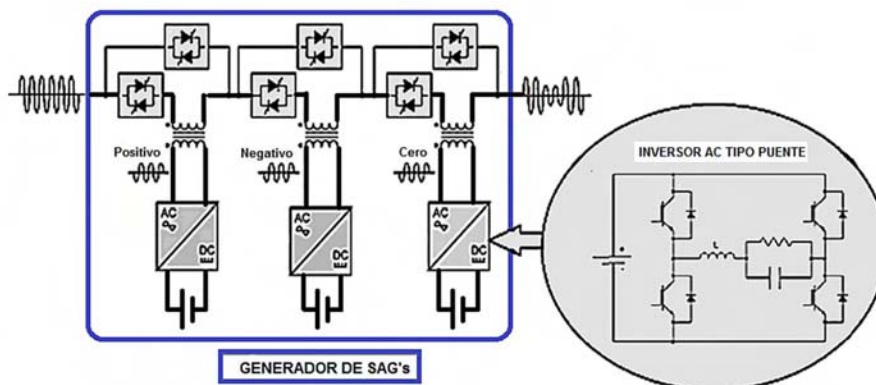 Positivo
Negativo
Cero
AC
DC
AC
DC
AC
DC
GENERADOR DE SAG's
INVERSOR AC TIPO PUENTE
L